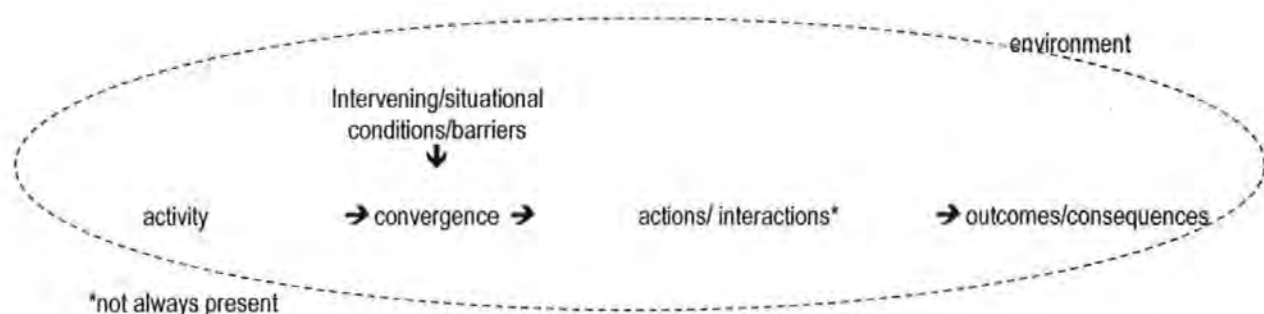 environment
Intervening/situational
conditions/barriers
activity → convergence → actions/ interactions* → outcomes/consequences
*not always present